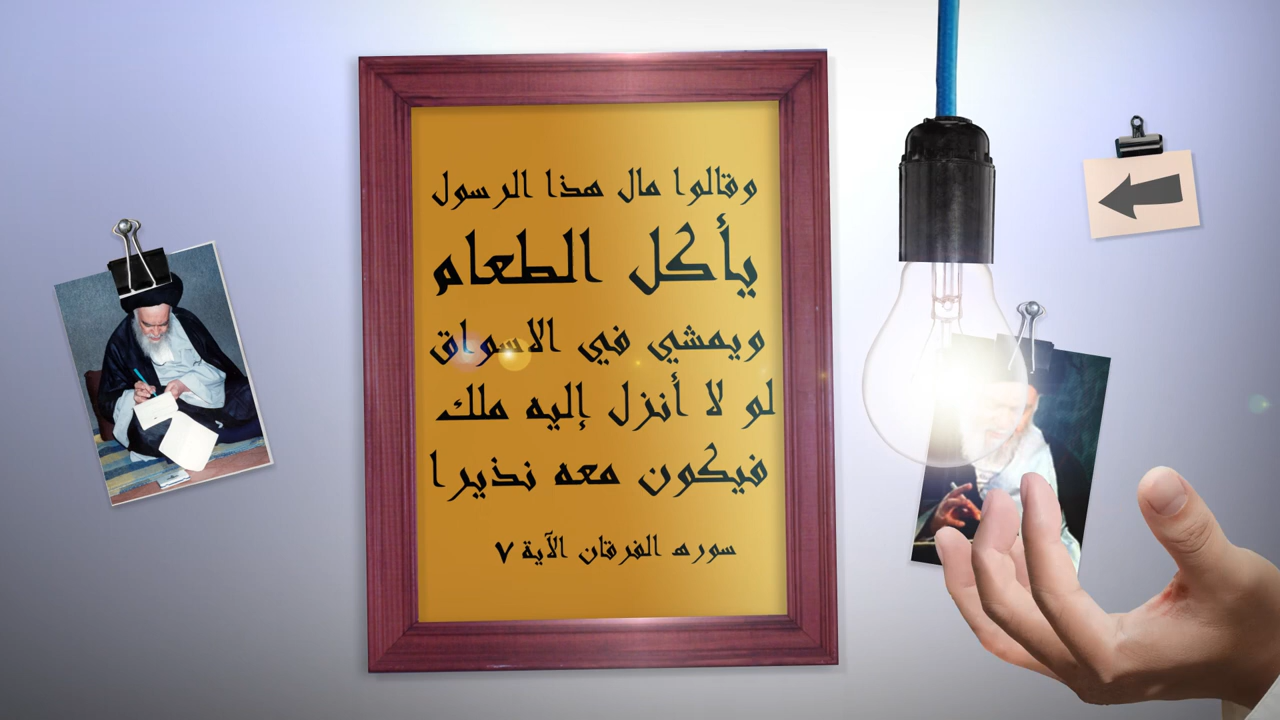 وقالوا مال هذا الرسول
يأكل الطعام
ويمشي في الاسواق
لو لا أنزل إليه ملك
فيكون معه نذيرا
سوره الفرقان الآية ٧